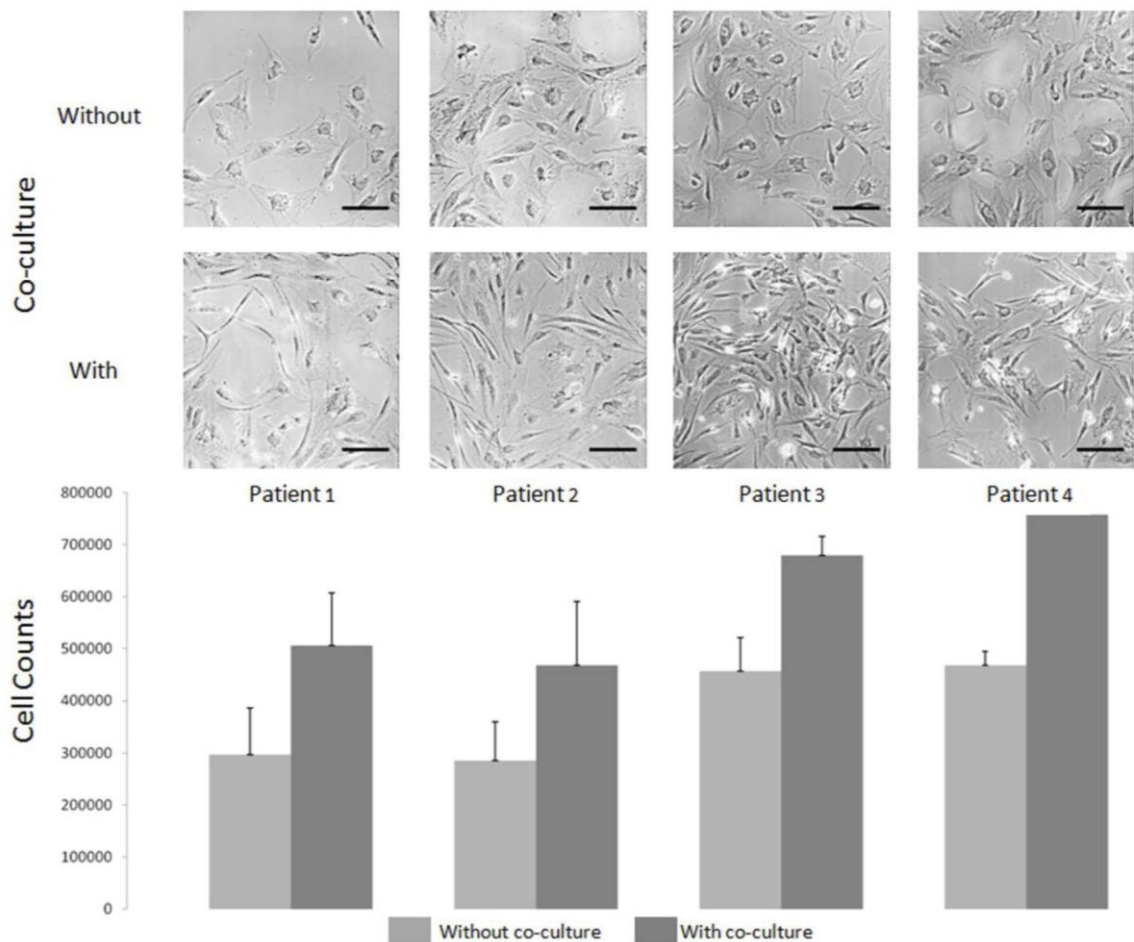 Co-culture
Without
With
Patient 1 Patient 2 Patient 3 Patient 4
Cell Counts
800000
700000
600000
500000
400000
300000
200000
100000
0
Without co-culture With co-culture